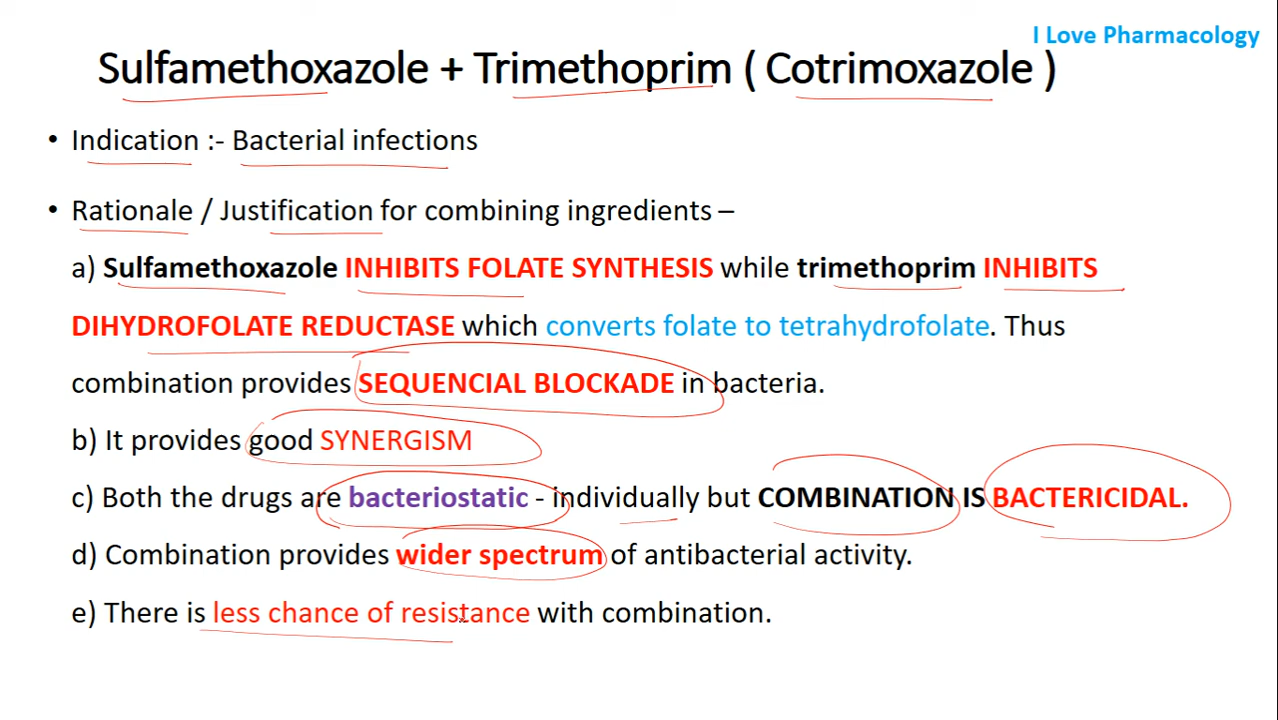 I Love Pharmacology
Sulfamethoxazole + Trimethoprim ( Cotrimoxazole )
• Indication :- Bacterial infections
• Rationale / Justification for combining ingredients –
a) Sulfamethoxazole INHIBITS FOLATE SYNTHESIS while trimethoprim INHIBITS
DIHYDROFOLATE REDUCTASE which converts folate to tetrahydrofolate. Thus
combination provides SEQUENCIAL BLOCKADE in bacteria.
b) It provides good SYNERGISM
c) Both the drugs are bacteriostatic - individually but COMBINATION IS BACTERICIDAL.
d) Combination provides wider spectrum of antibacterial activity.
e) There is less chance of resistance with combination.